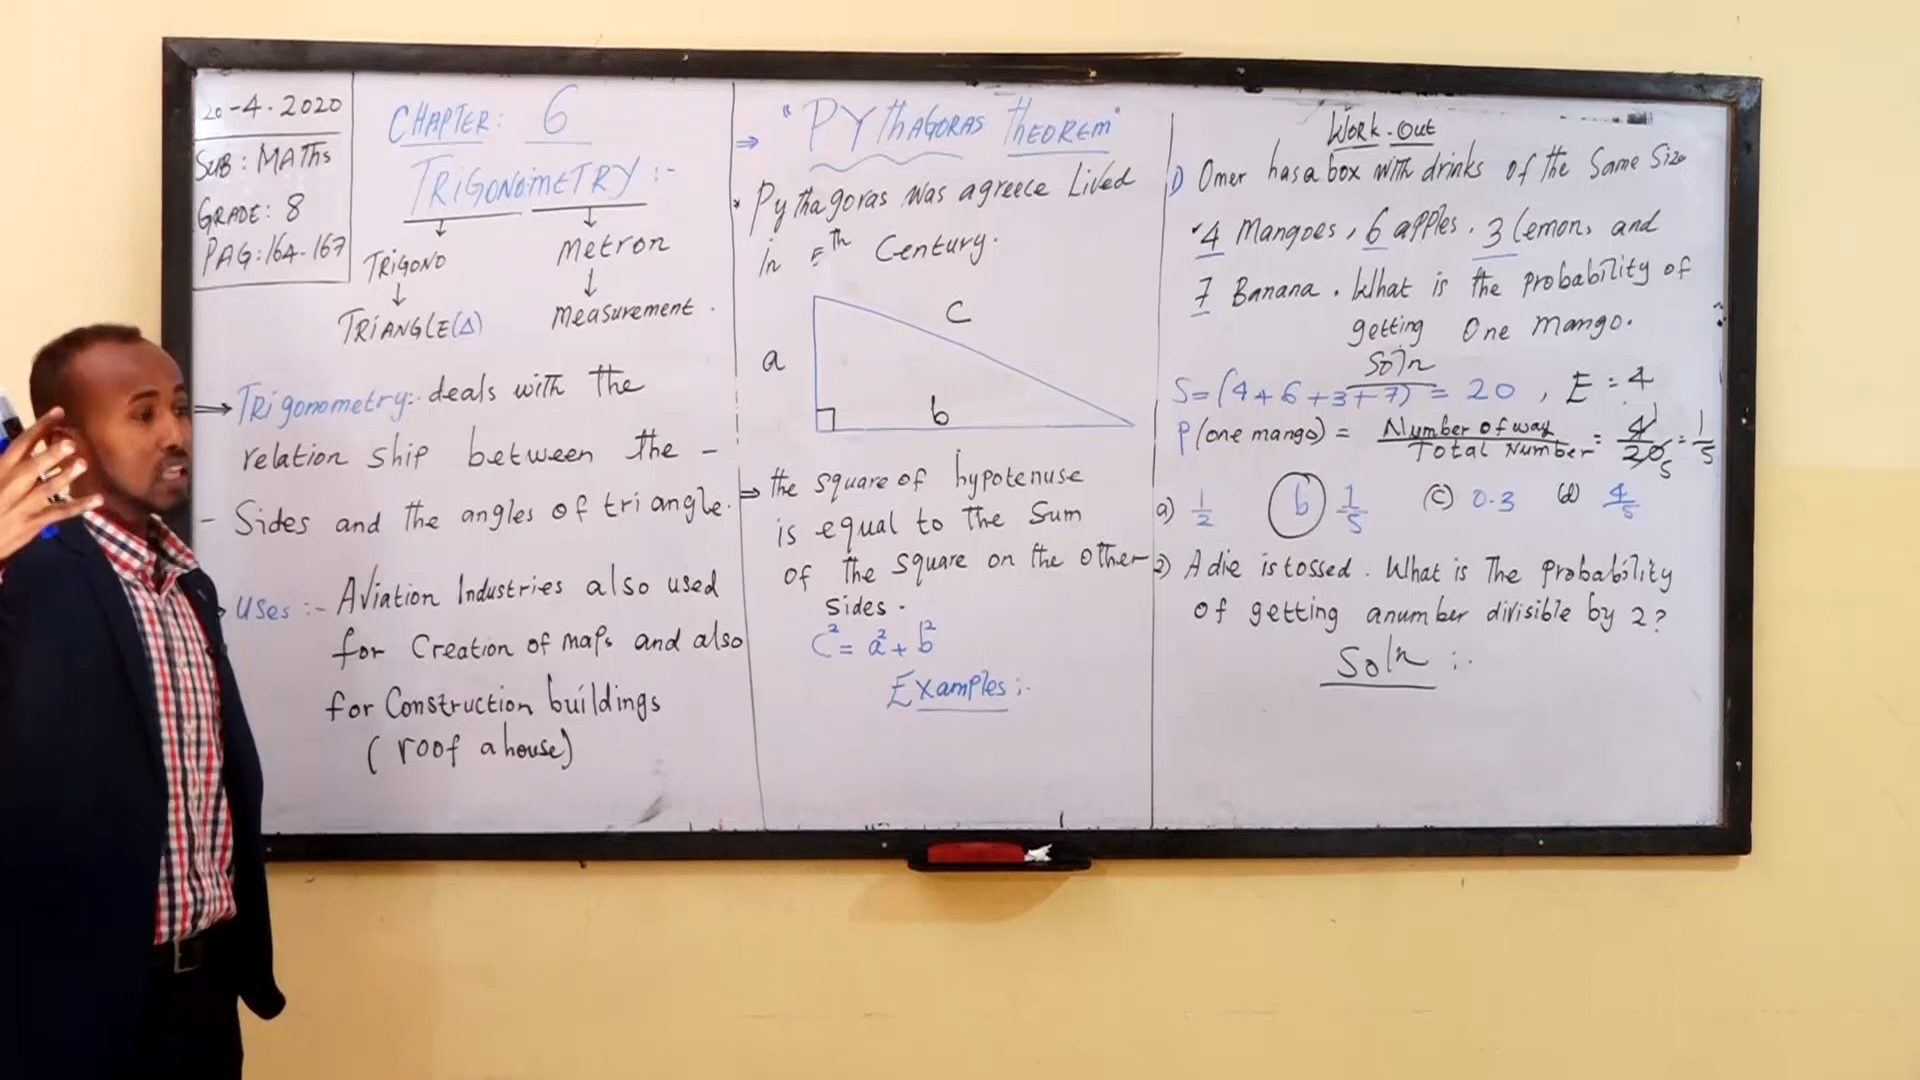 20-4-2020
SUB: MATHS
GRADE: 8
PAG: 164-167
CHAPTER: 6
TRIGONOMETRY :-
TRIGONO
Metron
TRIANGLE(Δ)
measurement.
⇒ Trigonometry:- deals with the
relation ship between the -
- Sides and the angles of triangle.
Uses :- Aviation Industries also used
for Creation of maps and also
for Construction buildings
(roof a house)
⇒ "PYTHAGORAS THEOREM"
* Pythagoras was a greece Lived
in 5th Century.
a
c
b
⇒ the square of hypotenuse
is equal to the Sum
of the square on the other
sides.
c² = a² + b²
Examples:-
Work-out
1) Omer has a box with drinks of the Same Size
4 Mangoes, 6 apples, 3 lemons and
7 Banana. What is the probability of
getting One mango.
Soln
S=(4+6+3+7) = 20, E = 4
P(one mango) = Number of way / Total Number = 4 1 / 20 5 = 1/5
a) 1/2 b) 1/5 (c) 0.3 (d) 4/5
2) A die is tossed. What is The probability
of getting a number divisible by 2?
Soln :-